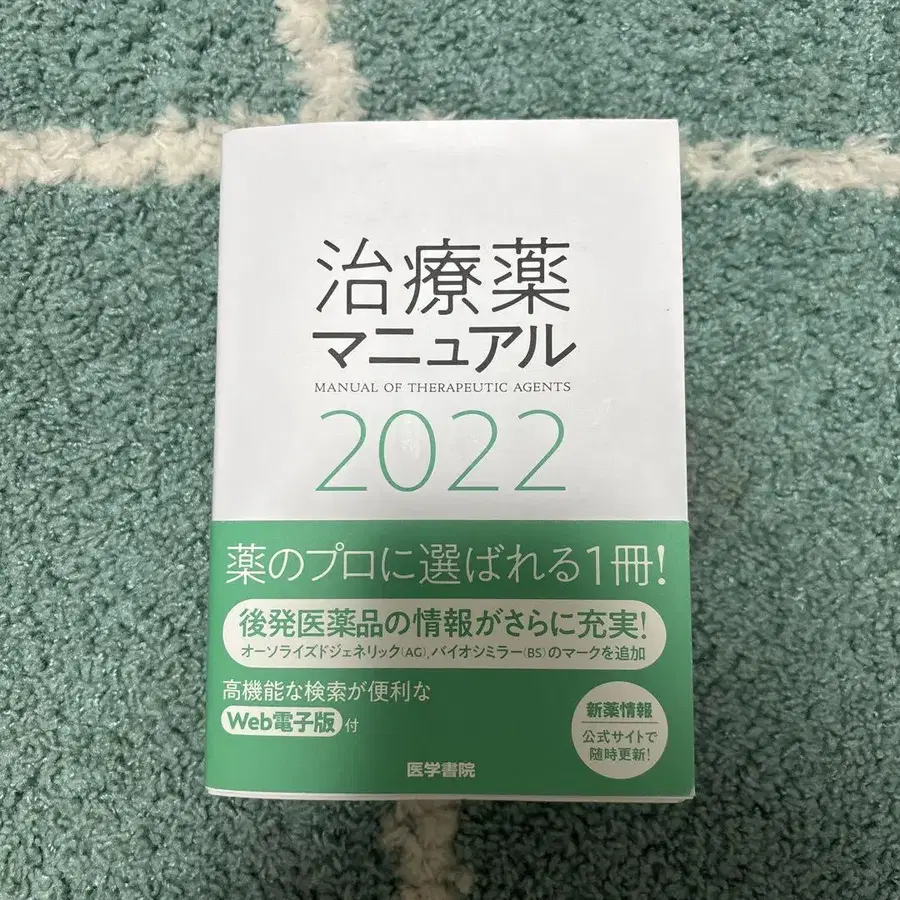 治療薬
マニュアル
MANUAL OF THERAPEUTIC AGENTS
2022
薬のプロに選ばれる1冊!
後発医薬品の情報がさらに充実!
オーソライズドジェネリック(AG),バイオシミラー(BS)のマークを追加
高機能な検索が便利な
Web電子版 付
新薬情報
公式サイトで
随時更新!
医学書院